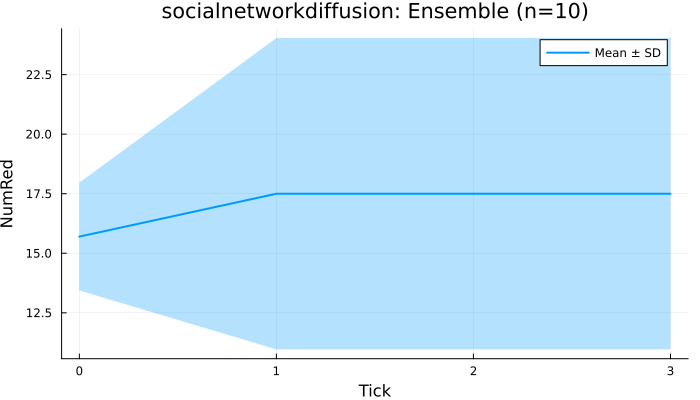 socialnetworkdiffusion: Ensemble (n=10)
Mean ± SD
NumRed
22.5
20.0
17.5
15.0
12.5
0 1 2 3
Tick